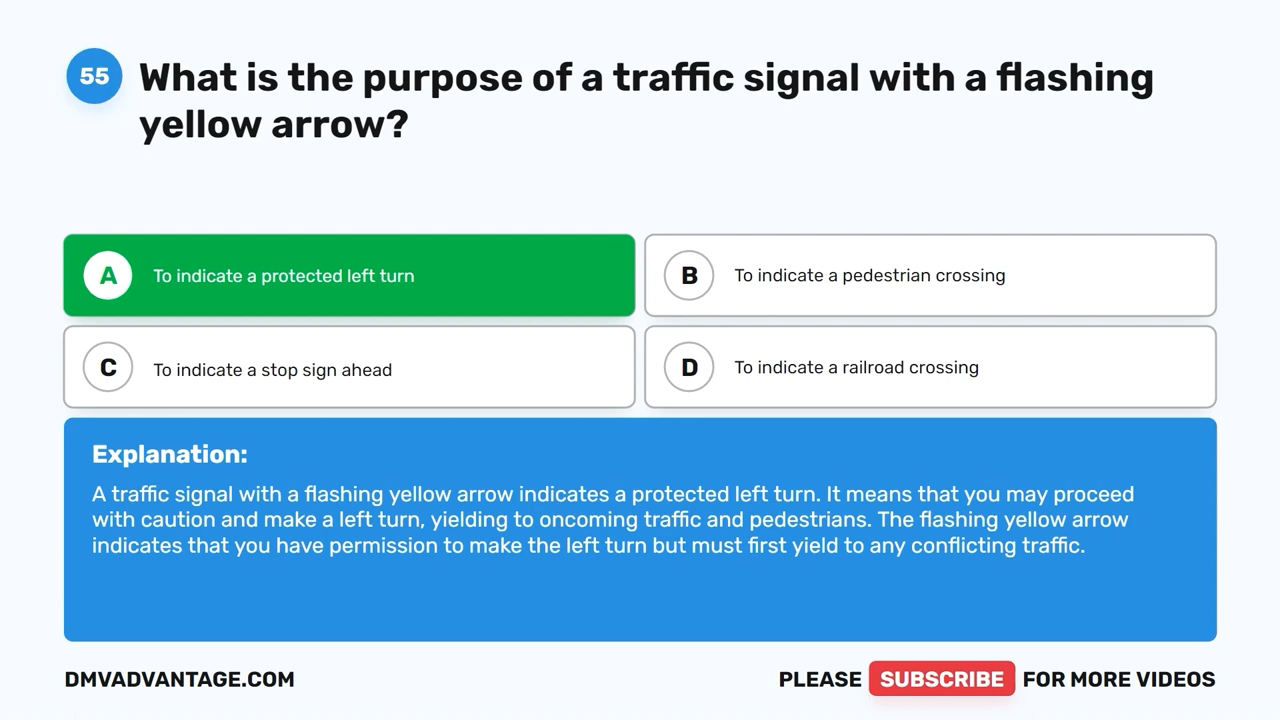 55
What is the purpose of a traffic signal with a flashing
yellow arrow?
A To indicate a protected left turn
B To indicate a pedestrian crossing
C To indicate a stop sign ahead
D To indicate a railroad crossing
Explanation:
A traffic signal with a flashing yellow arrow indicates a protected left turn. It means that you may proceed
with caution and make a left turn, yielding to oncoming traffic and pedestrians. The flashing yellow arrow
indicates that you have permission to make the left turn but must first yield to any conflicting traffic.
DMVADVANTAGE.COM
PLEASE SUBSCRIBE FOR MORE VIDEOS